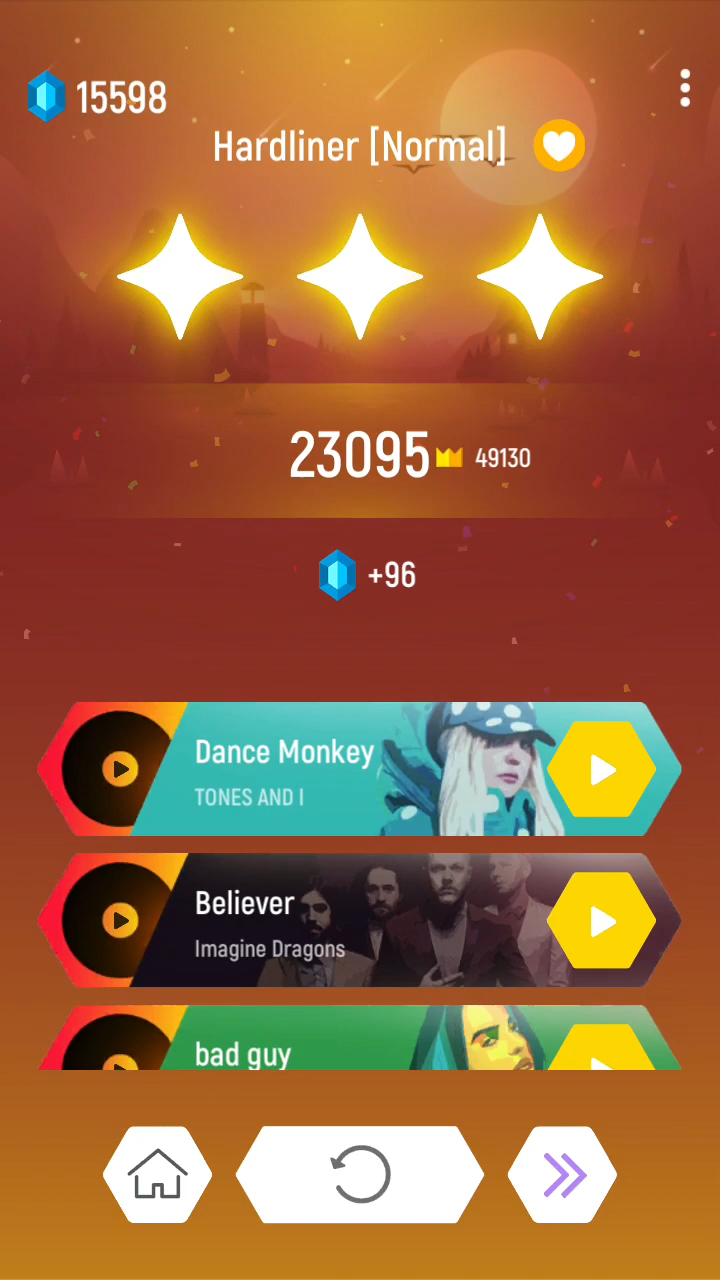 15598
Hardliner [Normal]
23095 49130
+96
Dance Monkey
TONES AND I
Believer
Imagine Dragons
bad guy